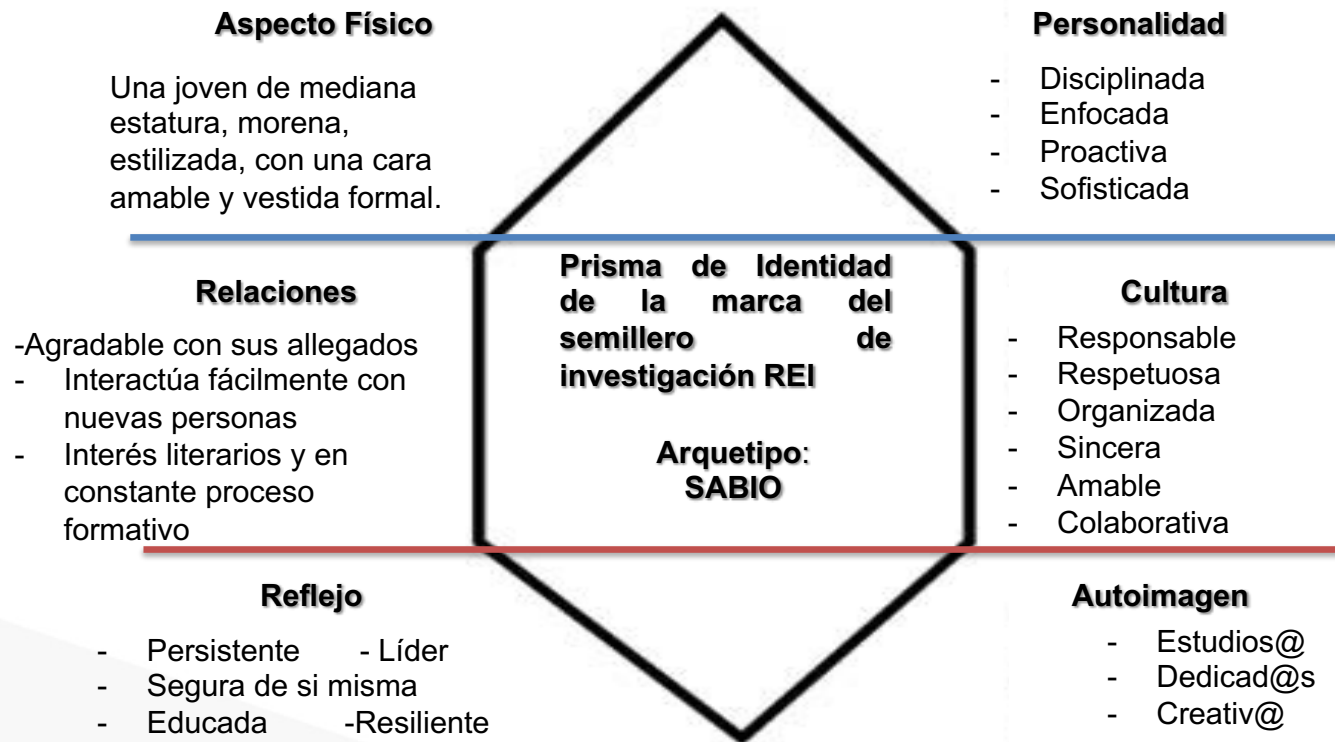 Aspecto Físico
Una joven de mediana
estatura, morena,
estilizada, con una cara
amable y vestida formal.
Personalidad
- Disciplinada
- Enfocada
- Proactiva
- Sofisticada
Relaciones
-Agradable con sus allegados
- Interactúa fácilmente con
nuevas personas
- Interés literarios y en
constante proceso
formativo
Prisma de Identidad
de la marca del
semillero de
investigación REI
Arquetipo:
SABIO
Cultura
- Responsable
- Respetuosa
- Organizada
- Sincera
- Amable
- Colaborativa
Reflejo
- Persistente - Líder
- Segura de si misma
- Educada -Resiliente
Autoimagen
- Estudios@
- Dedicad@s
- Creativ@